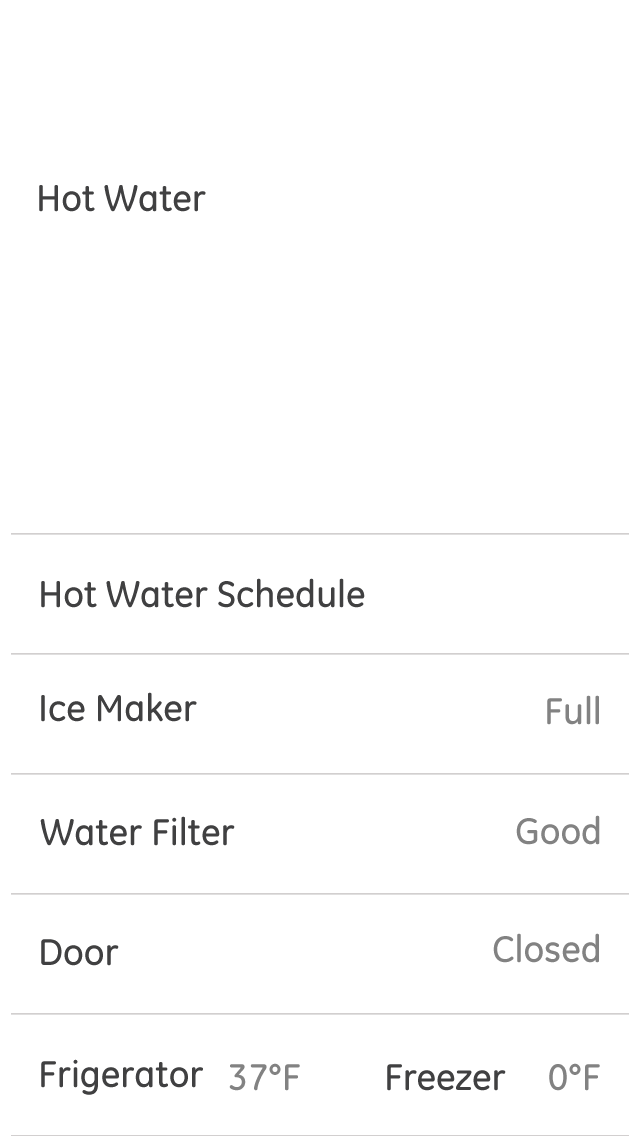 Hot Water
Hot Water Schedule
Ice Maker Full
Water Filter Good
Door Closed
Frigerator 37°F Freezer 0°F